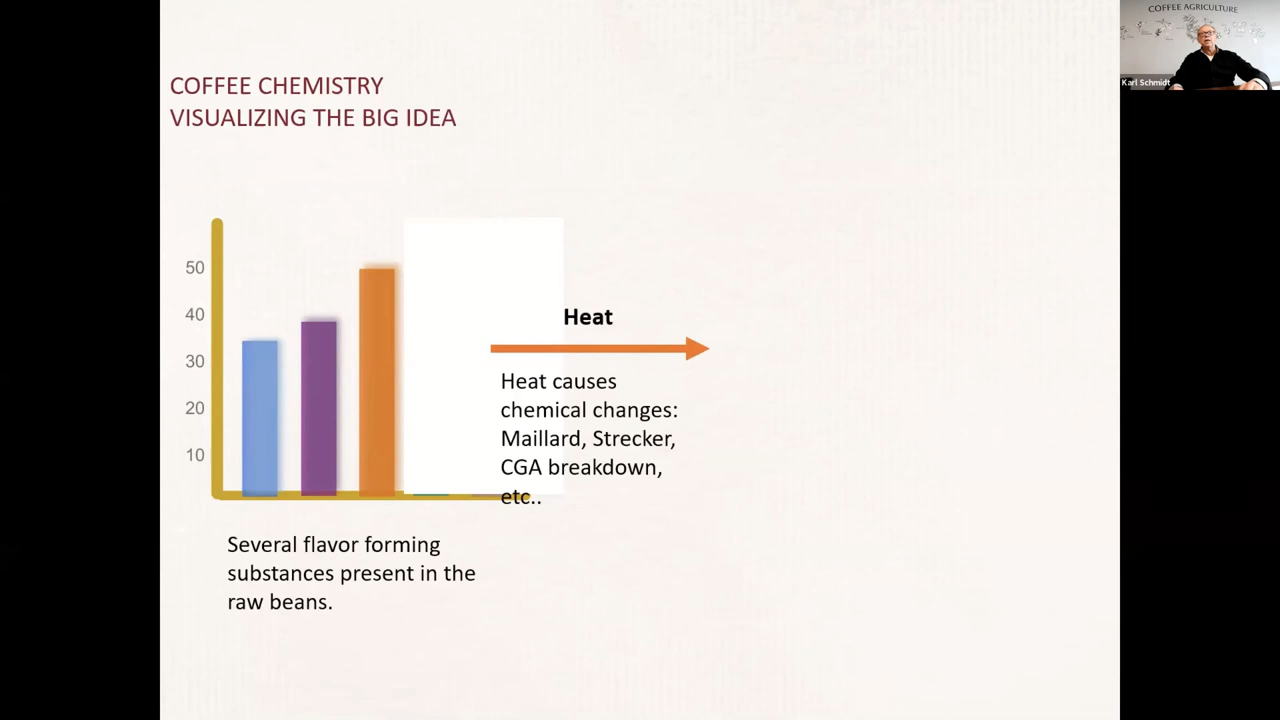 COFFEE AGRICULTURE
Karl Schmidt
COFFEE CHEMISTRY
VISUALIZING THE BIG IDEA
50
40
30
20
10
Heat
Heat causes
chemical changes:
Maillard, Strecker,
CGA breakdown,
etc..
Several flavor forming
substances present in the
raw beans.